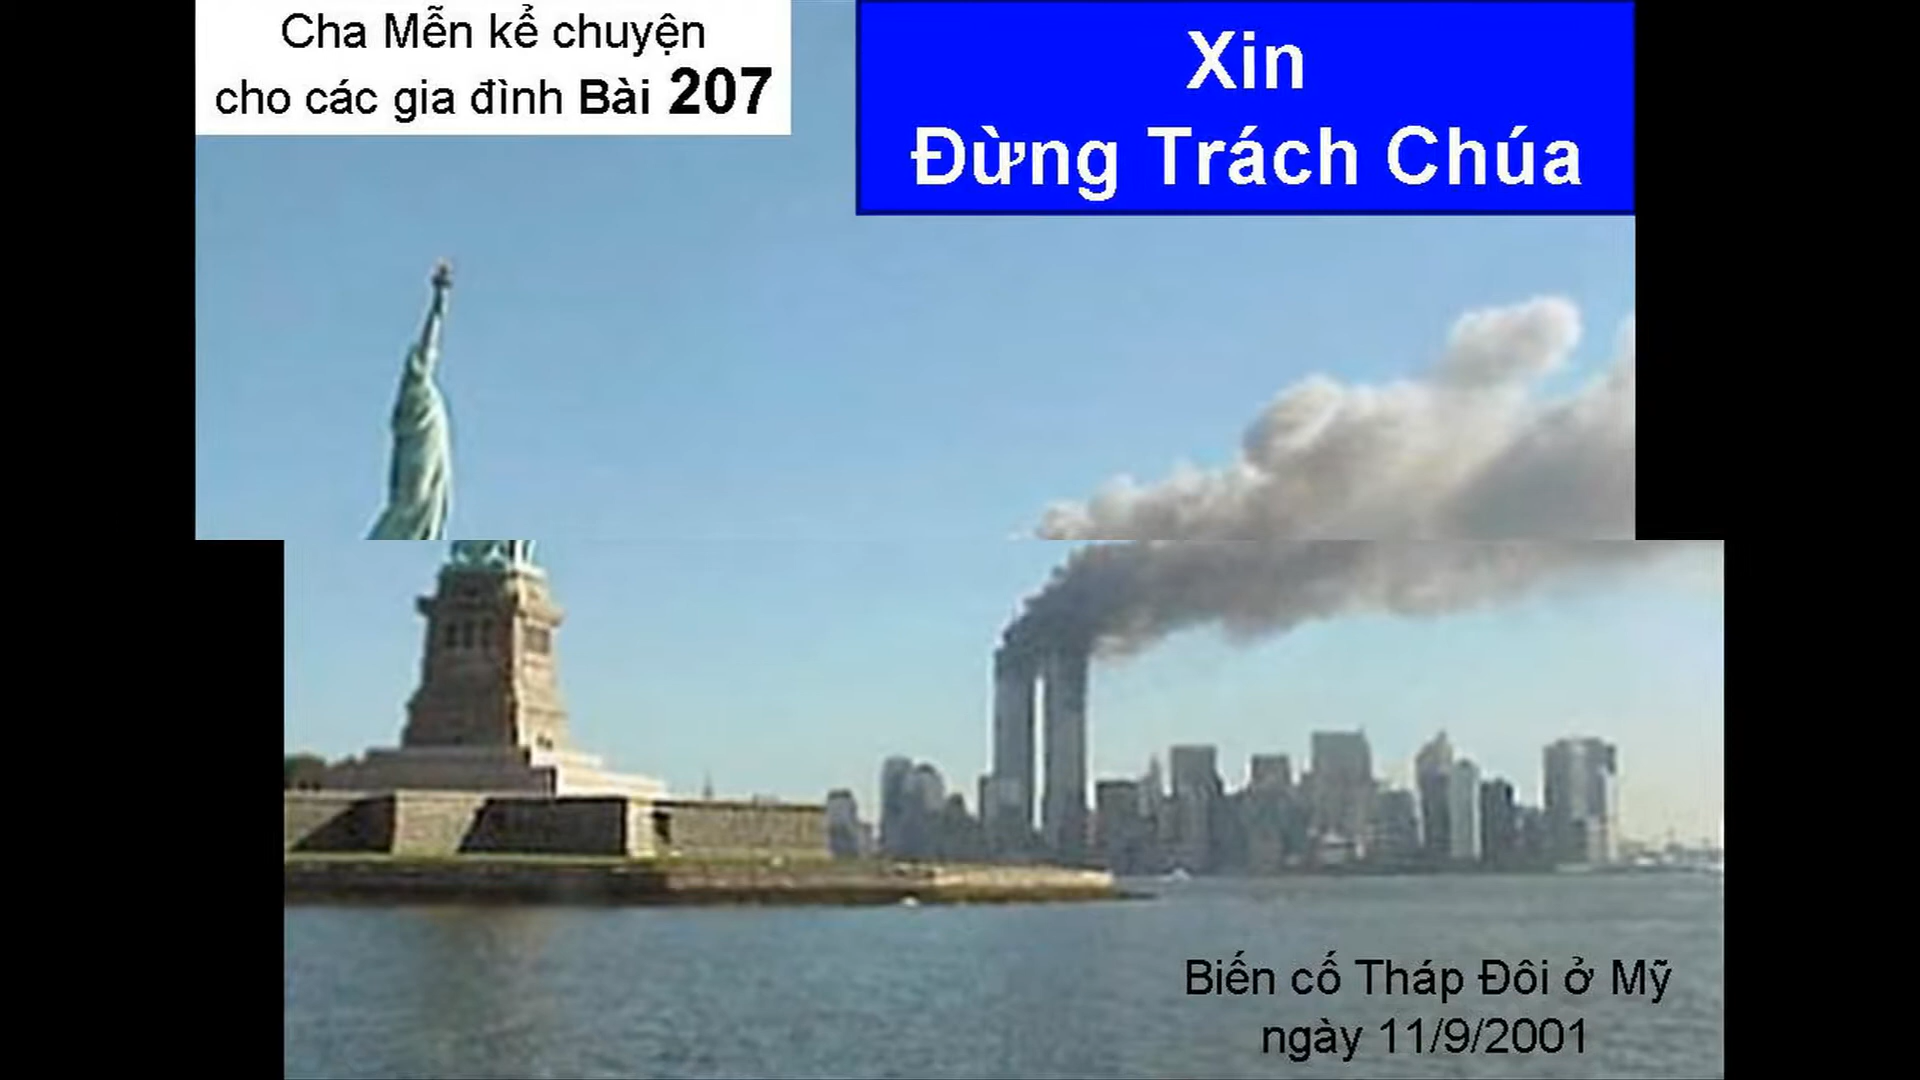 Cha Mễn kể chuyện
cho các gia đình Bài 207
Xin
Đừng Trách Chúa
Biến cố Tháp Đôi ở Mỹ
ngày 11/9/2001